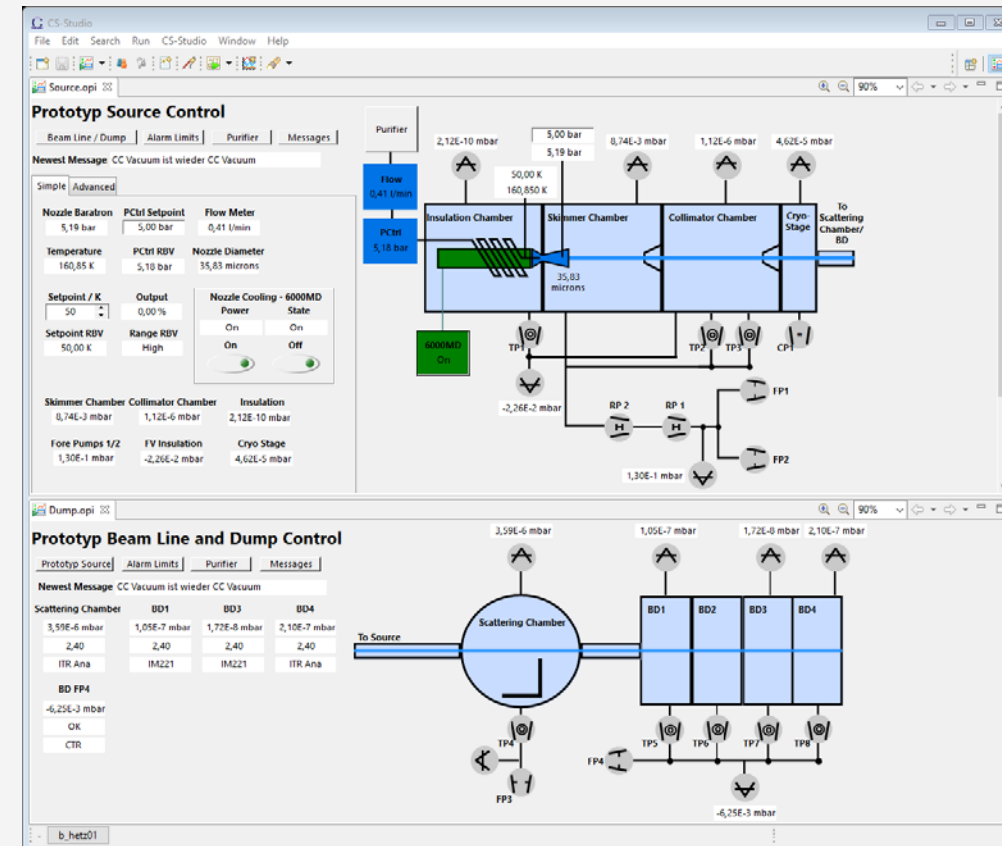 CS-Studio
File Edit Search Run CS-Studio Window Help
Source.opi
90%
Prototyp Source Control
Beam Line / Dump Alarm Limits Purifier Messages
Newest Message CC Vacuum ist wieder CC Vacuum
Simple Advanced
Nozzle Baratron PCtrl Setpoint Flow Meter
5,19 bar 5,00 bar 0,41 l/min
Temperature PCtrl RBV Nozzle Diameter
160,85 K 5,18 bar 35,83 microns
Setpoint / K Output Nozzle Cooling - 6000MD
50 0,00 % Power State
Setpoint RBV Range RBV On On
50,00 K High On Off
Skimmer Chamber Collimator Chamber Insulation
8,74E-3 mbar 1,12E-6 mbar 2,12E-10 mbar
Fore Pumps 1/2 FV Insulation Cryo Stage
1,30E-1 mbar -2,26E-2 mbar 4,62E-5 mbar
Purifier
Flow
0,41 l/min
PCtrl
5,18 bar
2,12E-10 mbar 5,00 bar 8,74E-3 mbar 1,12E-6 mbar 4,62E-5 mbar
5,19 bar
50,00 K
160,850 K
Insulation Chamber Skimmer Chamber Collimator Chamber Cryo-
Stage
To
Scattering
Chamber/
BD
35,83
microns
6000MD
On
TP1 TP2 TP3 CP1
-2,26E-2 mbar
RP 2 RP 1 FP1
FP2
1,30E-1 mbar
Dump.opi
90%
Prototyp Beam Line and Dump Control
Prototyp Source Alarm Limits Purifier Messages
Newest Message CC Vacuum ist wieder CC Vacuum
Scattering Chamber BD1 BD3 BD4
3,59E-6 mbar 1,05E-7 mbar 1,72E-8 mbar 2,10E-7 mbar
2,40 2,40 2,40 2,40
ITR Ana IM221 IM221 ITR Ana
BD FP4
-6,25E-3 mbar
OK
CTR
3,59E-6 mbar 1,05E-7 mbar 1,72E-8 mbar 2,10E-7 mbar
To Source Scattering Chamber BD1 BD2 BD3 BD4
TP4 TP5 TP6 TP7 TP8
FP4
FP3
-6,25E-3 mbar
b_hetz01